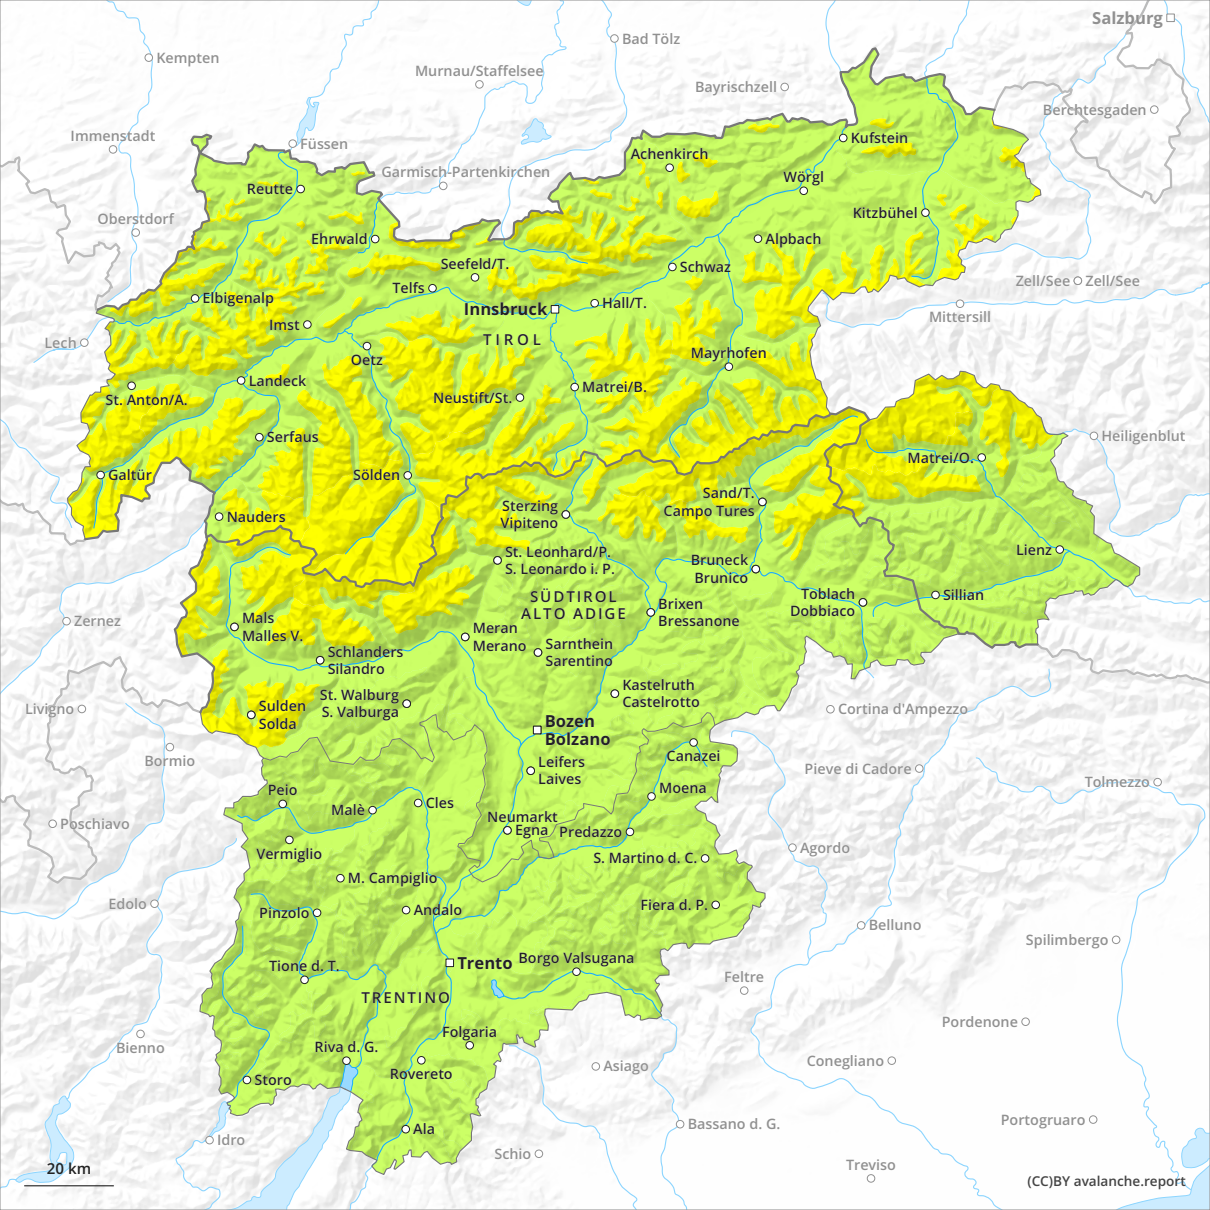 Salzburg
Bad Tölz
Kempten
Murnau/Staffelsee
Bayrischzell
Berchtesgaden
Immenstadt
Füssen
Kufstein
Achenkirch
Garmisch-Partenkirchen
Wörgl
Reutte
Oberstdorf
Kitzbühel
Ehrwald
Alpbach
Seefeld/T.
Schwaz
Zell/See
Zell/See
Telfs
Elbigenalp
Hall/T.
Innsbruck
Mittersill
Imst
TIROL
Lech
Oetz
Mayrhofen
Landeck
Matrei/B.
St. Anton/A.
Neustift/St.
Serfaus
Heiligenblut
Matrei/O.
Galtür
Sölden
Sand/T.
Campo Tures
Sterzing
Vipiteno
Nauders
Lienz
St. Leonhard/P.
S. Leonardo i. P.
Bruneck
Brunico
SÜDTIROL
ALTO ADIGE
Toblach
Dobbiaco
Sillian
Brixen
Bressanone
Zernez
Mals
Malles V.
Meran
Merano
Sarnthein
Sarentino
Schlanders
Silandro
Kastelruth
Castelrotto
St. Walburg
S. Valburga
Sulden
Solda
Livigno
Cortina d'Ampezzo
Bozen
Bolzano
Bormio
Canazei
Leifers
Laives
Pieve di Cadore
Tolmezzo
Peio
Moena
Malè
Cles
Neumarkt
Egna
Poschiavo
Predazzo
Vermiglio
Agordo
S. Martino d. C.
M. Campiglio
Edolo
Pinzolo
Andalo
Fiera d. P.
Belluno
Spilimbergo
Trento
Borgo Valsugana
Tione d. T.
Feltre
TRENTINO
Pordenone
Folgaria
Bienno
Riva d. G.
Conegliano
Asiago
Rovereto
Storo
Portogruaro
Bassano d. G.
Ala
Idro
Schio
Treviso
20 km
(CC)BY avalanche.report